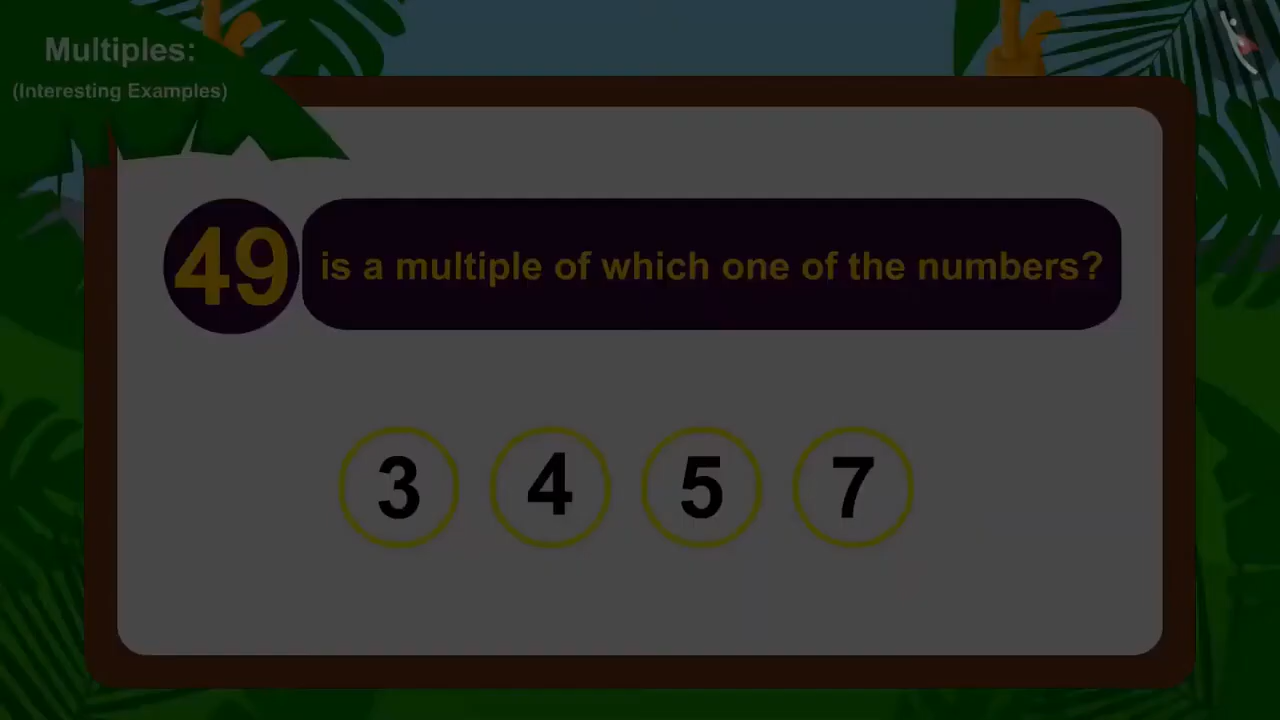 Multiples:
(Interesting Examples)
49 is a multiple of which one of the numbers?
3 4 5 7